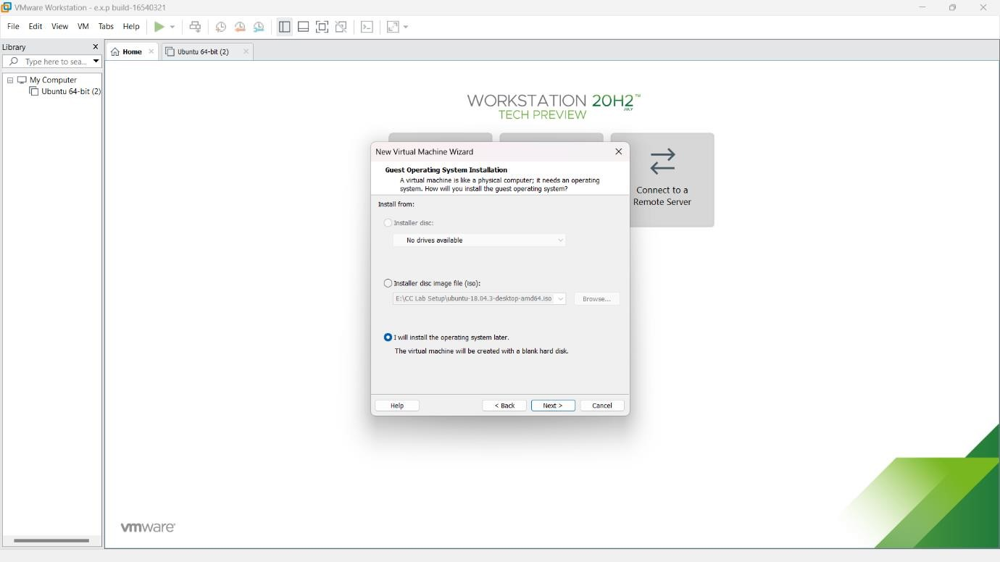 VMware Workstation - e.x.p build-16540321
File Edit View VM Tabs Help
Library
Type here to sea...
My Computer
Ubuntu 64-bit (2)
Home
Ubuntu 64-bit (2)
WORKSTATION 20H2™
JULY
TECH PREVIEW
Connect to a
Remote Server
New Virtual Machine Wizard
Guest Operating System Installation
A virtual machine is like a physical computer; it needs an operating
system. How will you install the guest operating system?
Install from:
Installer disc:
No drives available
Installer disc image file (iso):
E:\CC Lab Setup\ubuntu-18.04.3-desktop-amd64.iso
Browse...
I will install the operating system later.
The virtual machine will be created with a blank hard disk.
Help
< Back
Next >
Cancel
vmware